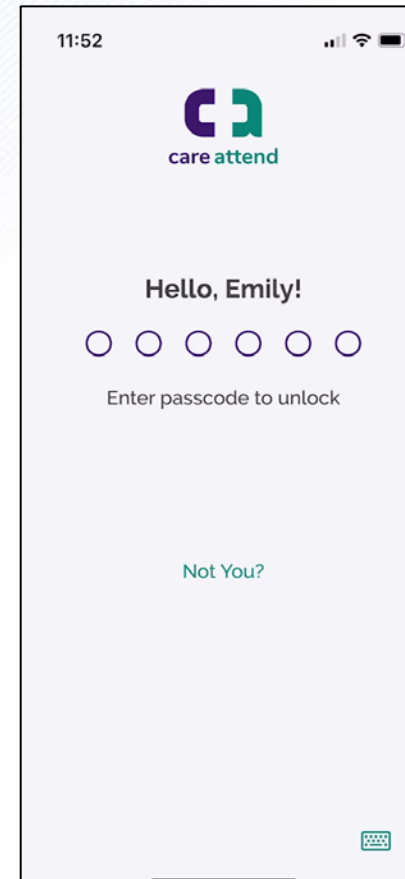 11:52
care attend
Hello, Emily!
Enter passcode to unlock
Not You?